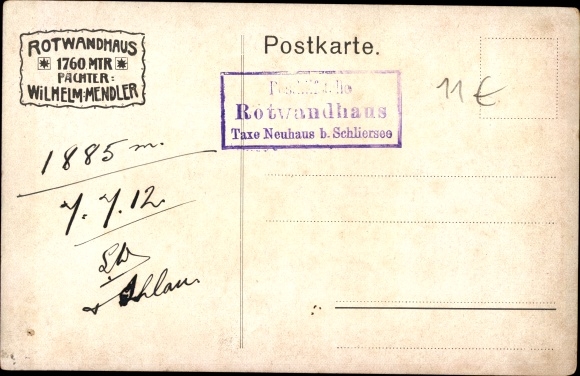 ROTWANDHAUS
1760 MTR
PÄCHTER:
WILHELM MENDLER
Postkarte.
11 €
Rotwandhaus
Taxe Neuhaus b. Schliersee
1885 m.
7. 7. 12.